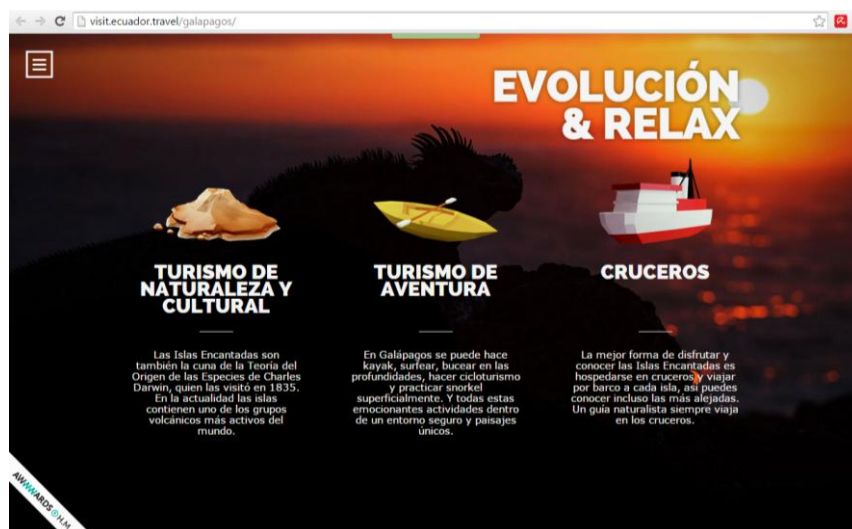 visit.ecuador.travel/galapagos/
EVOLUCIÓN
& RELAX
TURISMO DE
NATURALEZA Y
CULTURAL
Las Islas Encantadas son
también la cuna de la Teoría del
Origen de las Especies de Charles
Darwin, quien las visitó en 1835.
En la actualidad las islas
contienen uno de los grupos
volcánicos más activos del
mundo.
TURISMO DE
AVENTURA
En Galápagos se puede hace
kayak, surfear, bucear en las
profundidades, hacer cicloturismo
y practicar snorkel
superficialmente. Y todas estas
emocionantes actividades dentro
de un entorno seguro y paisajes
únicos.
CRUCEROS
La mejor forma de disfrutar y
conocer las Islas Encantadas es
hospedarse en cruceros y viajar
por barco a cada isla, así puedes
conocer incluso las más alejadas.
Un guía naturalista siempre viaja
en los cruceros.
AWWWARDS H.M